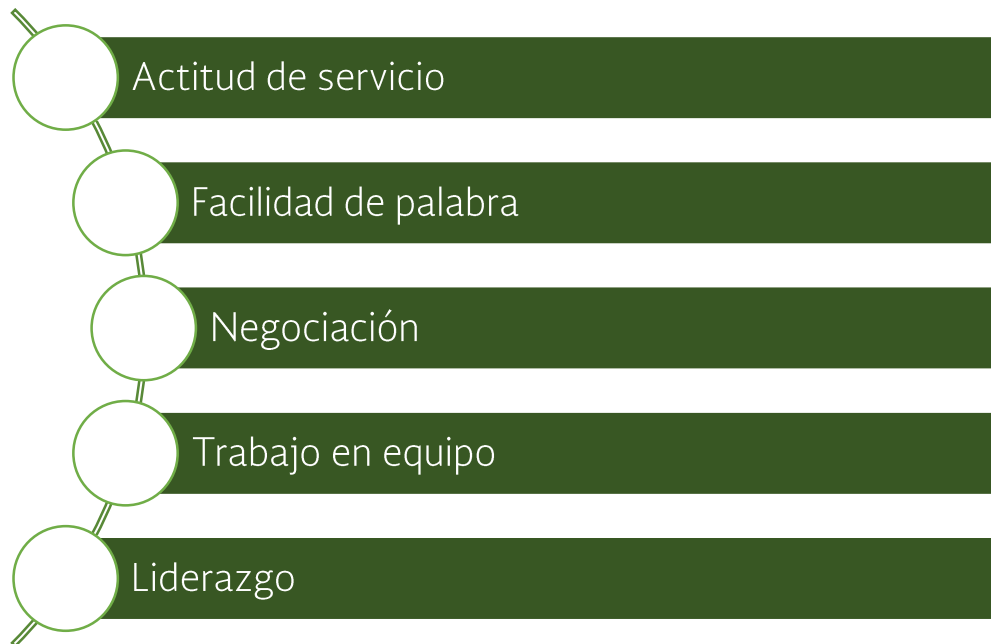 Actitud de servicio
Facilidad de palabra
Negociación
Trabajo en equipo
Liderazgo